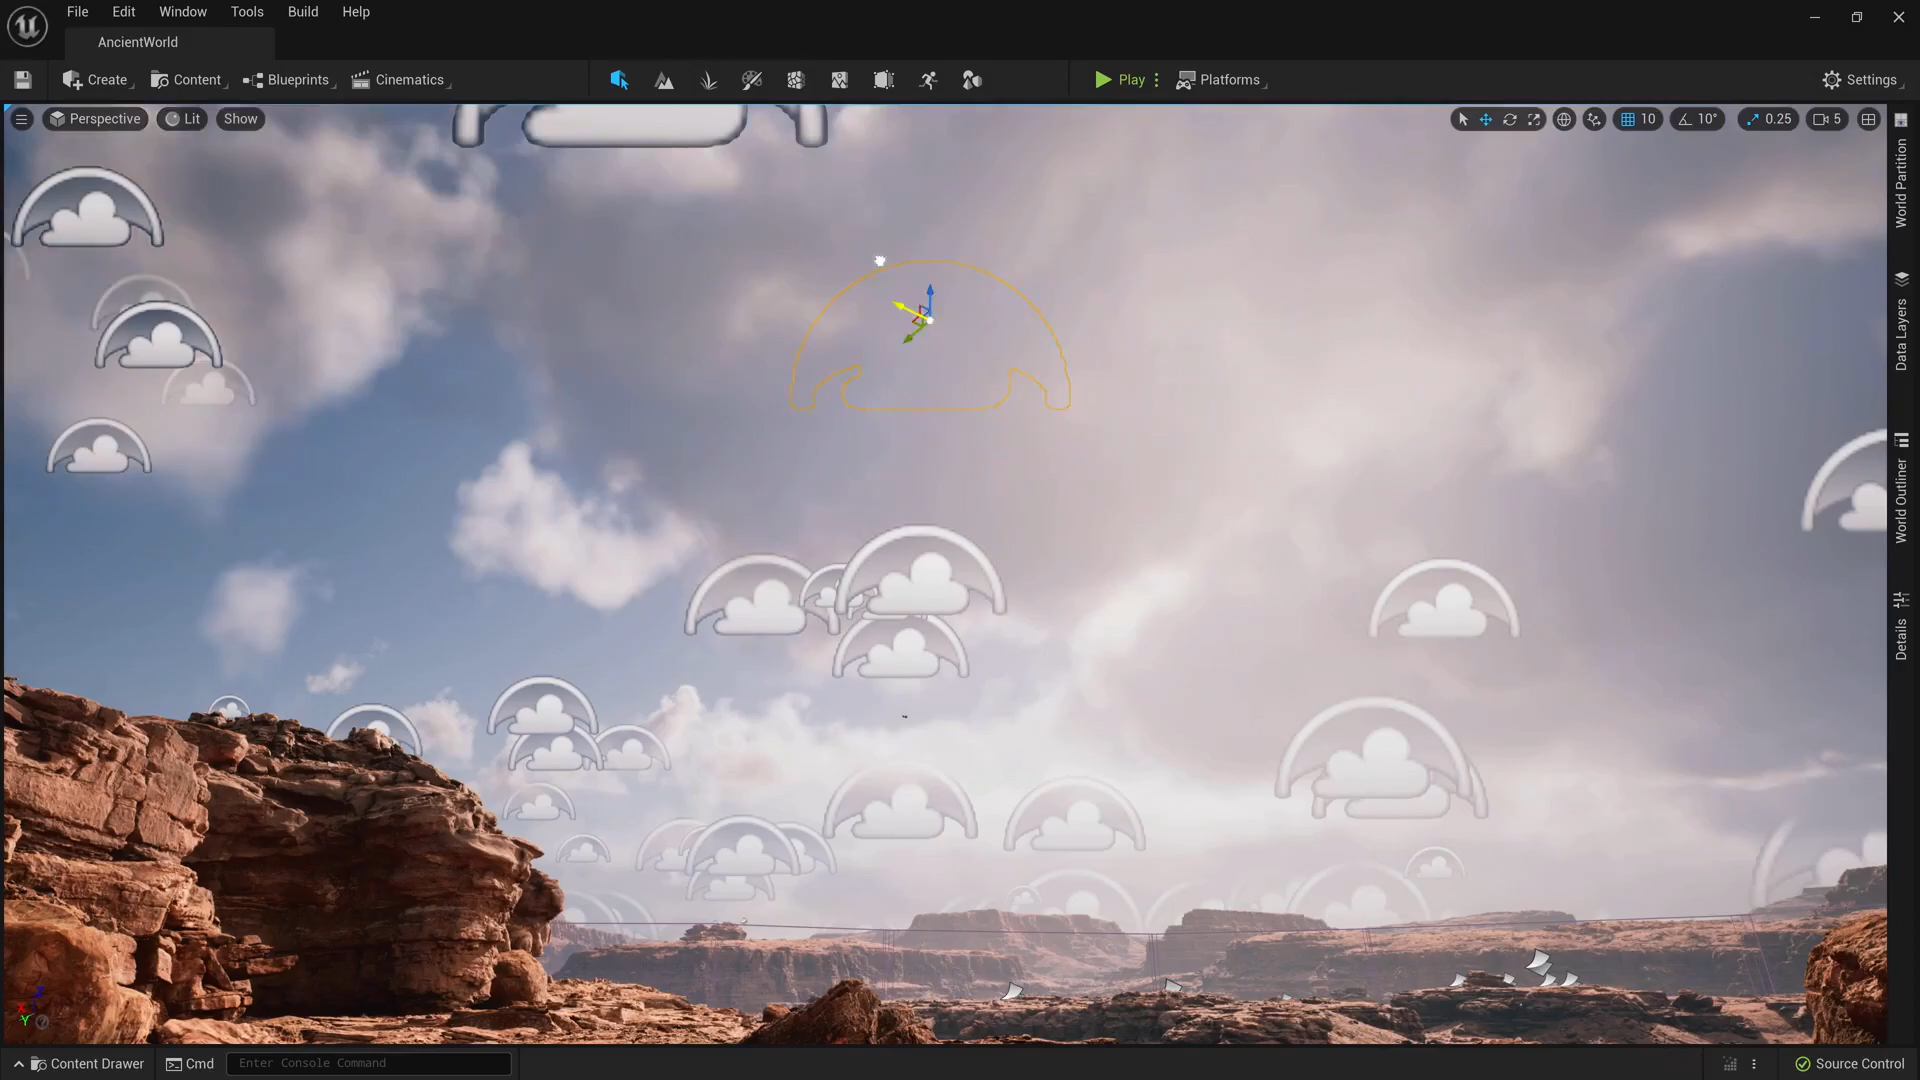 File Edit Window Tools Build Help
AncientWorld
Create Content Blueprints Cinematics Play Platforms Settings
Perspective Lit Show 10 10° 0.25 5
World Partition
Data Layers
World Outliner
Details
Z
X
Y
Content Drawer Cmd Enter Console Command Source Control